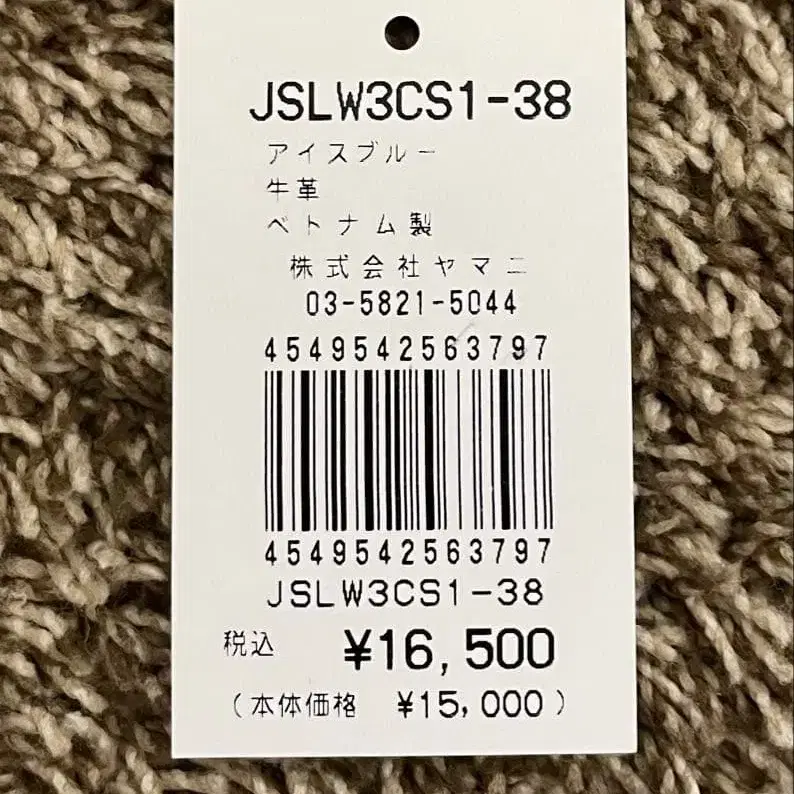 JSLW3CS1-38
アイスブルー
牛革
ベトナム製
株式会社ヤマニ
03-5821-5044
4549542563797
4549542563797
JSLW3CS1-38
税込 ¥16,500
(本体価格 ¥15,000)